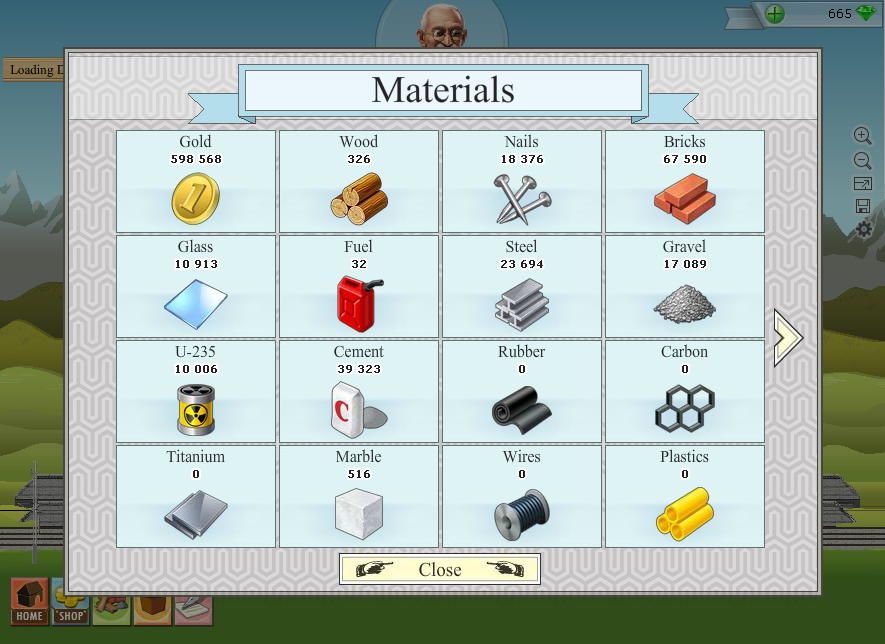 665
Loading D
Materials
Gold
598 568
Wood
326
Nails
18 376
Bricks
67 590
Glass
10 913
Fuel
32
Steel
23 694
Gravel
17 089
U-235
10 006
Cement
39 323
C
Rubber
0
Carbon
0
Titanium
0
Marble
516
Wires
0
Plastics
0
1
Close
HOME
SHOP